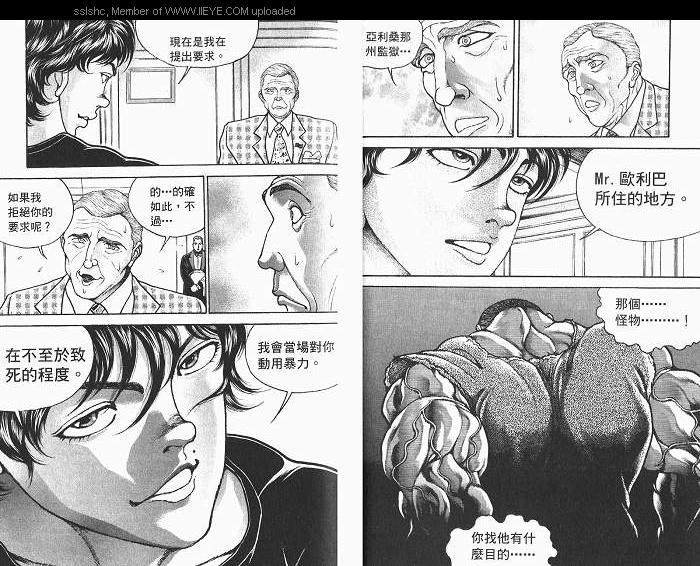 sslshc, Member of WWW.IIEYE.COM uploaded
亞利桑那
州監獄…
Mr. 歐利巴
所住的地方。
那個……
怪物………！
你找他有什
麼目的……
現在是我在
提出要求。
的…的確
如此，不
過…
如果我
拒絕你的
要求呢？
我會當場對你
動用暴力。
在不至於致
死的程度。